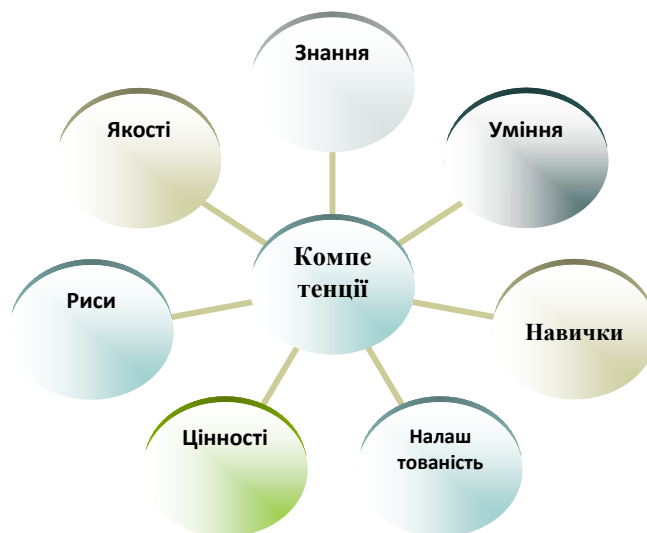 Знання
Якості
Уміння
Компе
тенції
Риси
Навички
Цінності
Налаш
тованість